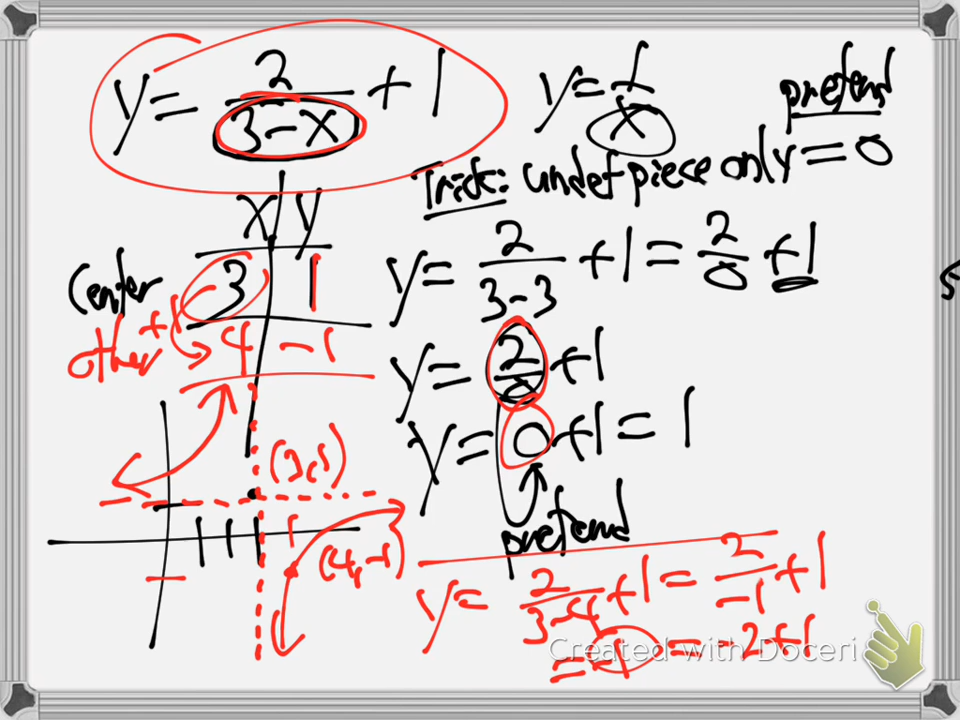 y = 2/(3-x) + 1
y = 1/x
pretend
Trick: undef piece only = 0
x | y
Center 3 | 1
y = 2/(3-3) + 1 = 2/0 + 1
other +1 4 | -1
y = 2/0 + 1
y = 0 + 1 = 1
pretend
(4,-1)
y = 2/(3-4) + 1 = 2/-1 + 1
= -1 = -2+1
Created with Doceri